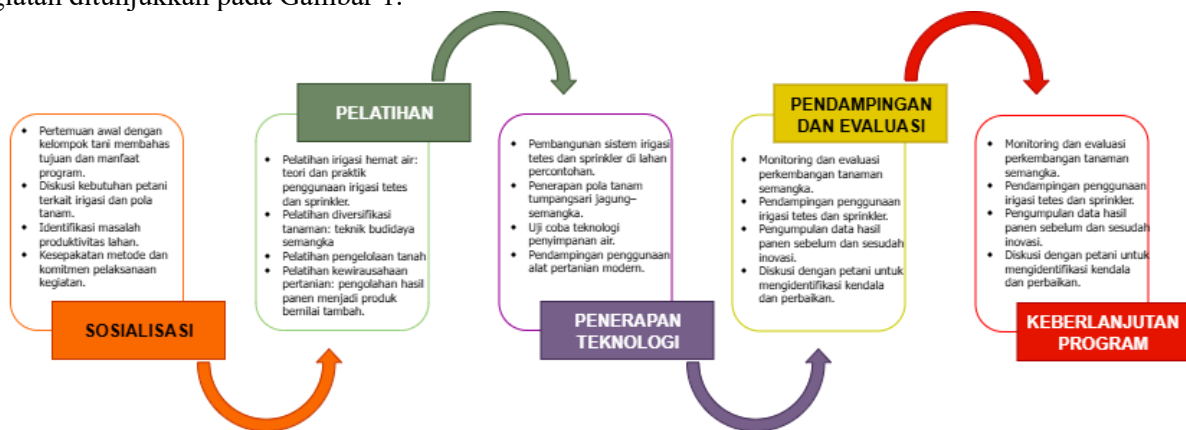 giatan ditunjukkan pada Gambar 1.
• Pertemuan awal dengan
kelompok tani membahas
tujuan dan manfaat
program.
• Diskusi kebutuhan petani
terkait irigasi dan pola
tanam.
• Identifikasi masalah
produktivitas lahan.
• Kesepakatan metode dan
komitmen pelaksanaan
kegiatan.
SOSIALISASI
PELATIHAN
• Pelatihan irigasi hemat air:
teori dan praktik
penggunaan irigasi tetes
dan sprinkler.
• Pelatihan diversifikasi
tanaman: teknik budidaya
semangka
• Pelatihan pengelolaan tanah
• Pelatihan kewirausahaan
pertanian: pengolahan hasil
panen menjadi produk
bernilai tambah.
• Pembangunan sistem irigasi
tetes dan sprinkler di lahan
percontohan.
• Penerapan pola tanam
tumpangsari jagung–
semangka.
• Uji coba teknologi
penyimpanan air.
• Pendampingan penggunaan
alat pertanian modern.
PENERAPAN
TEKNOLOGI
PENDAMPINGAN
DAN EVALUASI
• Monitoring dan evaluasi
perkembangan tanaman
semangka.
• Pendampingan penggunaan
irigasi tetes dan sprinkler.
• Pengumpulan data hasil
panen sebelum dan sesudah
inovasi.
• Diskusi dengan petani untuk
mengidentifikasi kendala
dan perbaikan.
• Monitoring dan evaluasi
perkembangan tanaman
semangka.
• Pendampingan penggunaan
irigasi tetes dan sprinkler.
• Pengumpulan data hasil
panen sebelum dan sesudah
inovasi.
• Diskusi dengan petani untuk
mengidentifikasi kendala
dan perbaikan.
KEBERLANJUTAN
PROGRAM